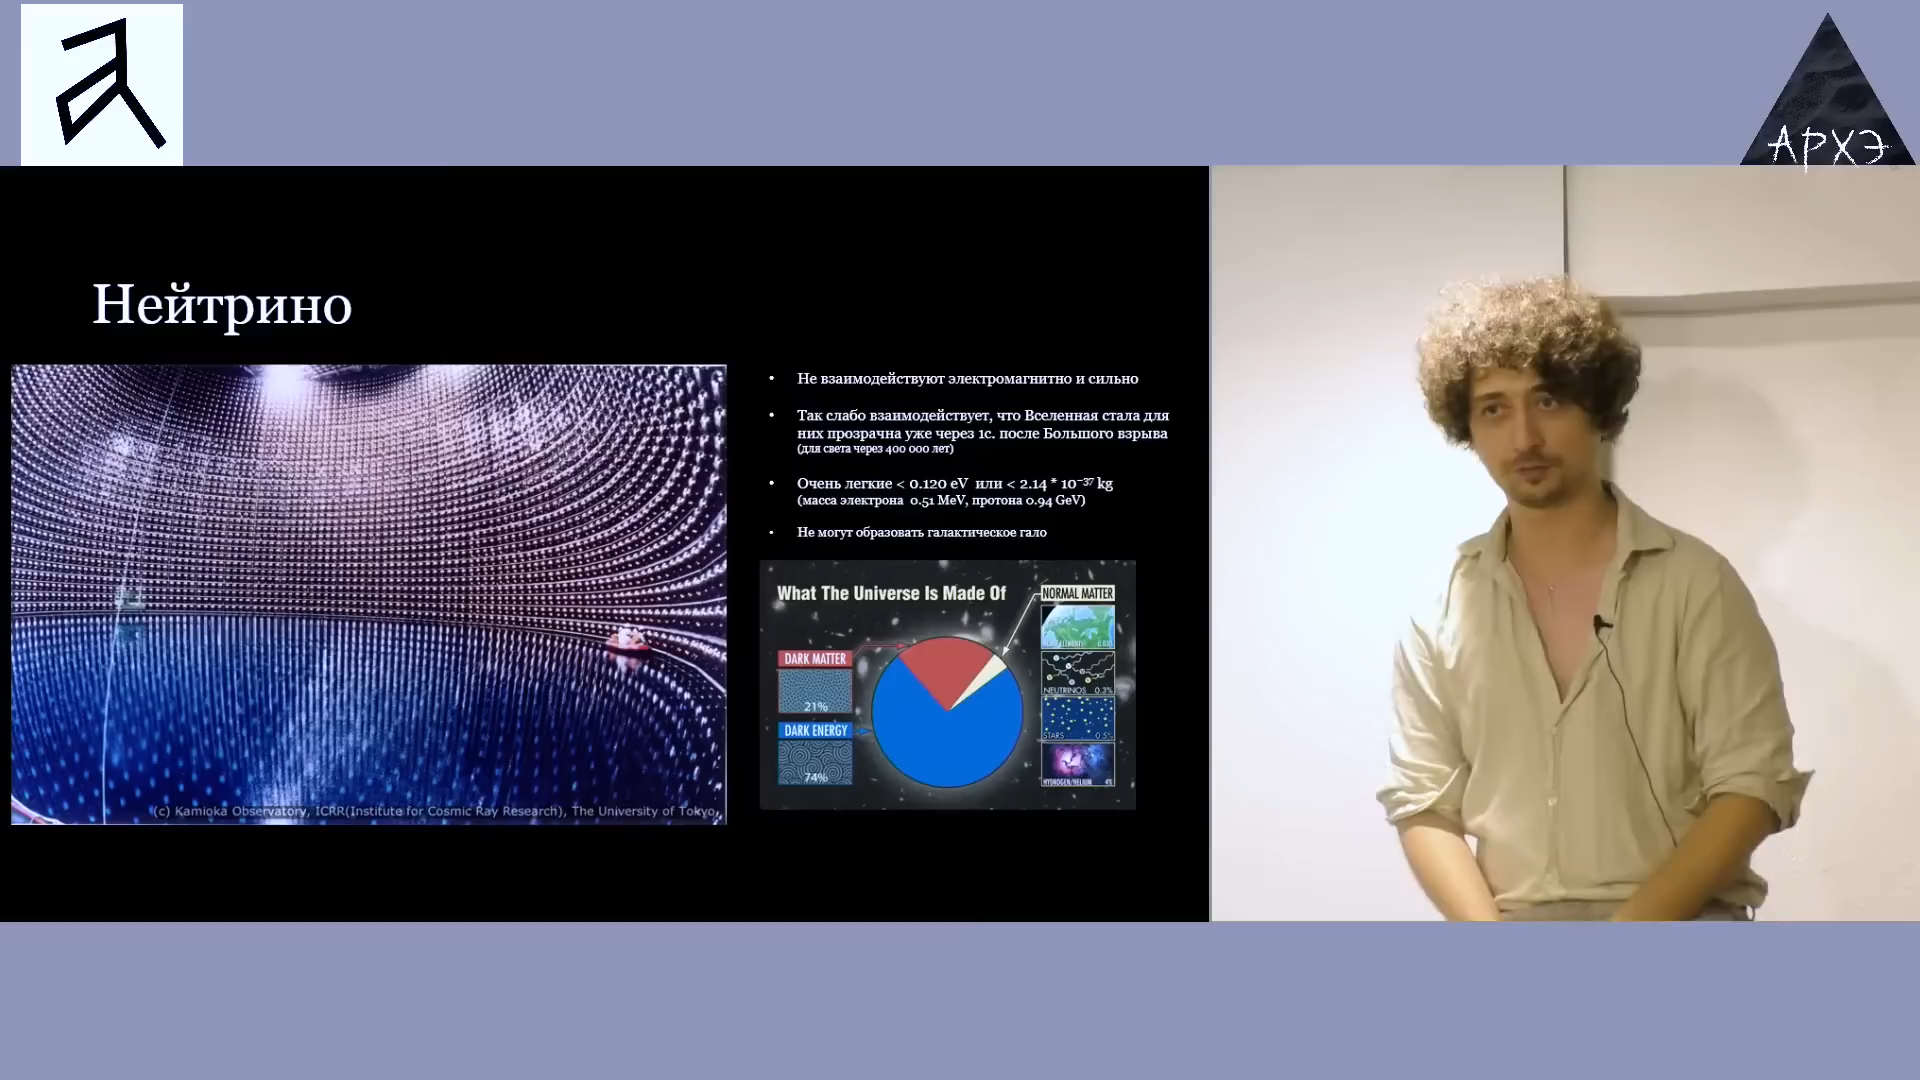 АРХЭ
Нейтрино
• Не взаимодействуют электромагнитно и сильно
• Так слабо взаимодействует, что Вселенная стала для
них прозрачна уже через 1с. после Большого взрыва
(для света через 400 000 лет)
• Очень легкие < 0.120 eV или < 2.14 * 10⁻³⁷ kg
(масса электрона 0.51 MeV, протона 0.94 GeV)
• Не могут образовать галактическое гало
What The Universe Is Made Of
NORMAL MATTER
DARK MATTER
21%
DARK ENERGY
74%
NEUTRINOS 0.3%
STARS 0.5%
HYDROGEN/HELIUM 4%
(c) Kamioka Observatory, ICRR(Institute for Cosmic Ray Research), The University of Tokyo